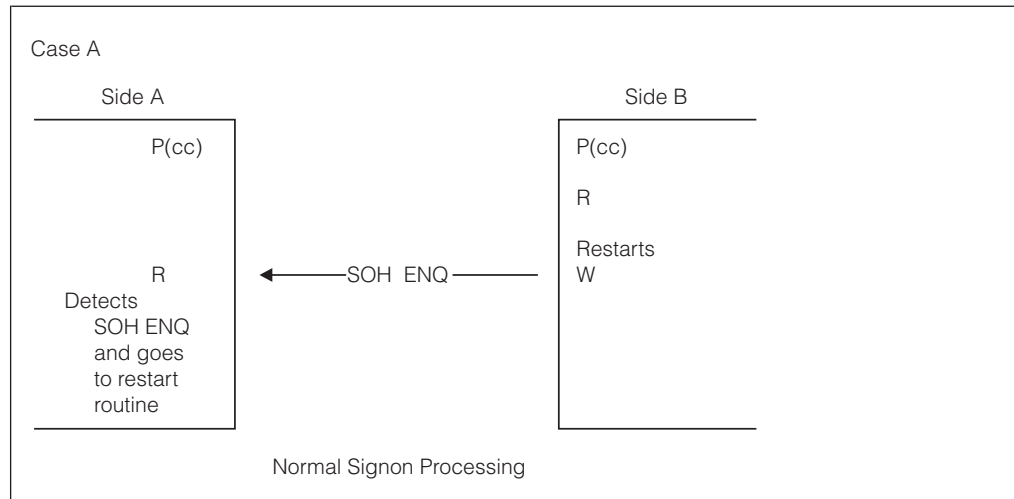 Case A
Side A
Side B
P(cc)
P(cc)
R
Restarts
R
SOH ENQ
W
Detects
SOH ENQ
and goes
to restart
routine
Normal Signon Processing